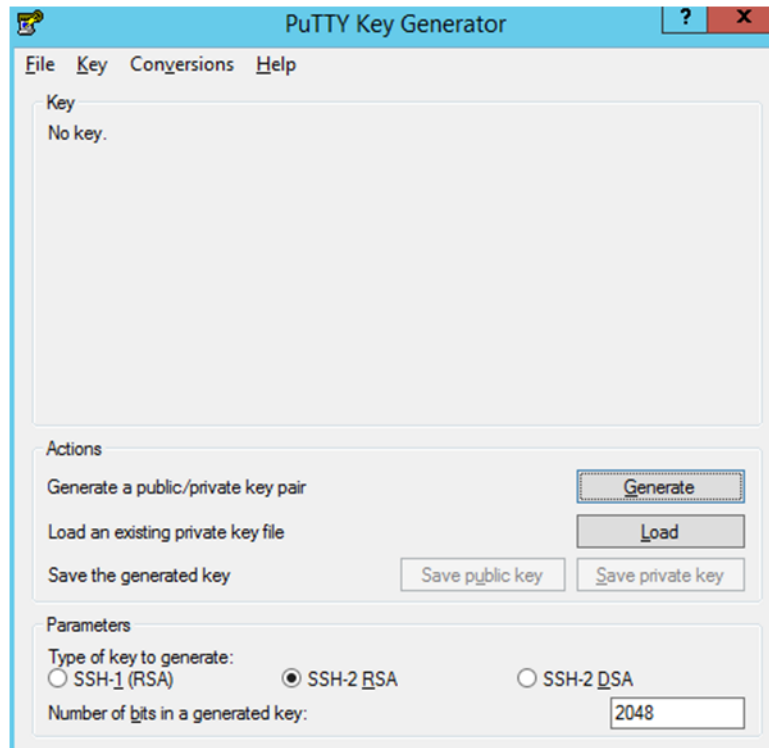 PuTTY Key Generator ? x
File Key Conversions Help
Key
No key.
Actions
Generate a public/private key pair Generate
Load an existing private key file Load
Save the generated key Save public key Save private key
Parameters
Type of key to generate:
SSH-1 (RSA) SSH-2 RSA SSH-2 DSA
Number of bits in a generated key: 2048